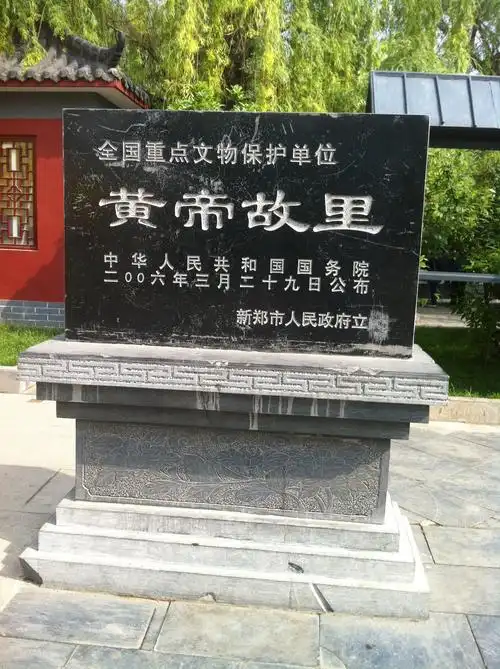 全国重点文物保护单位
黄帝故里
中华人民共和国国务院
二〇〇六年三月二十九日公布
新郑市人民政府立